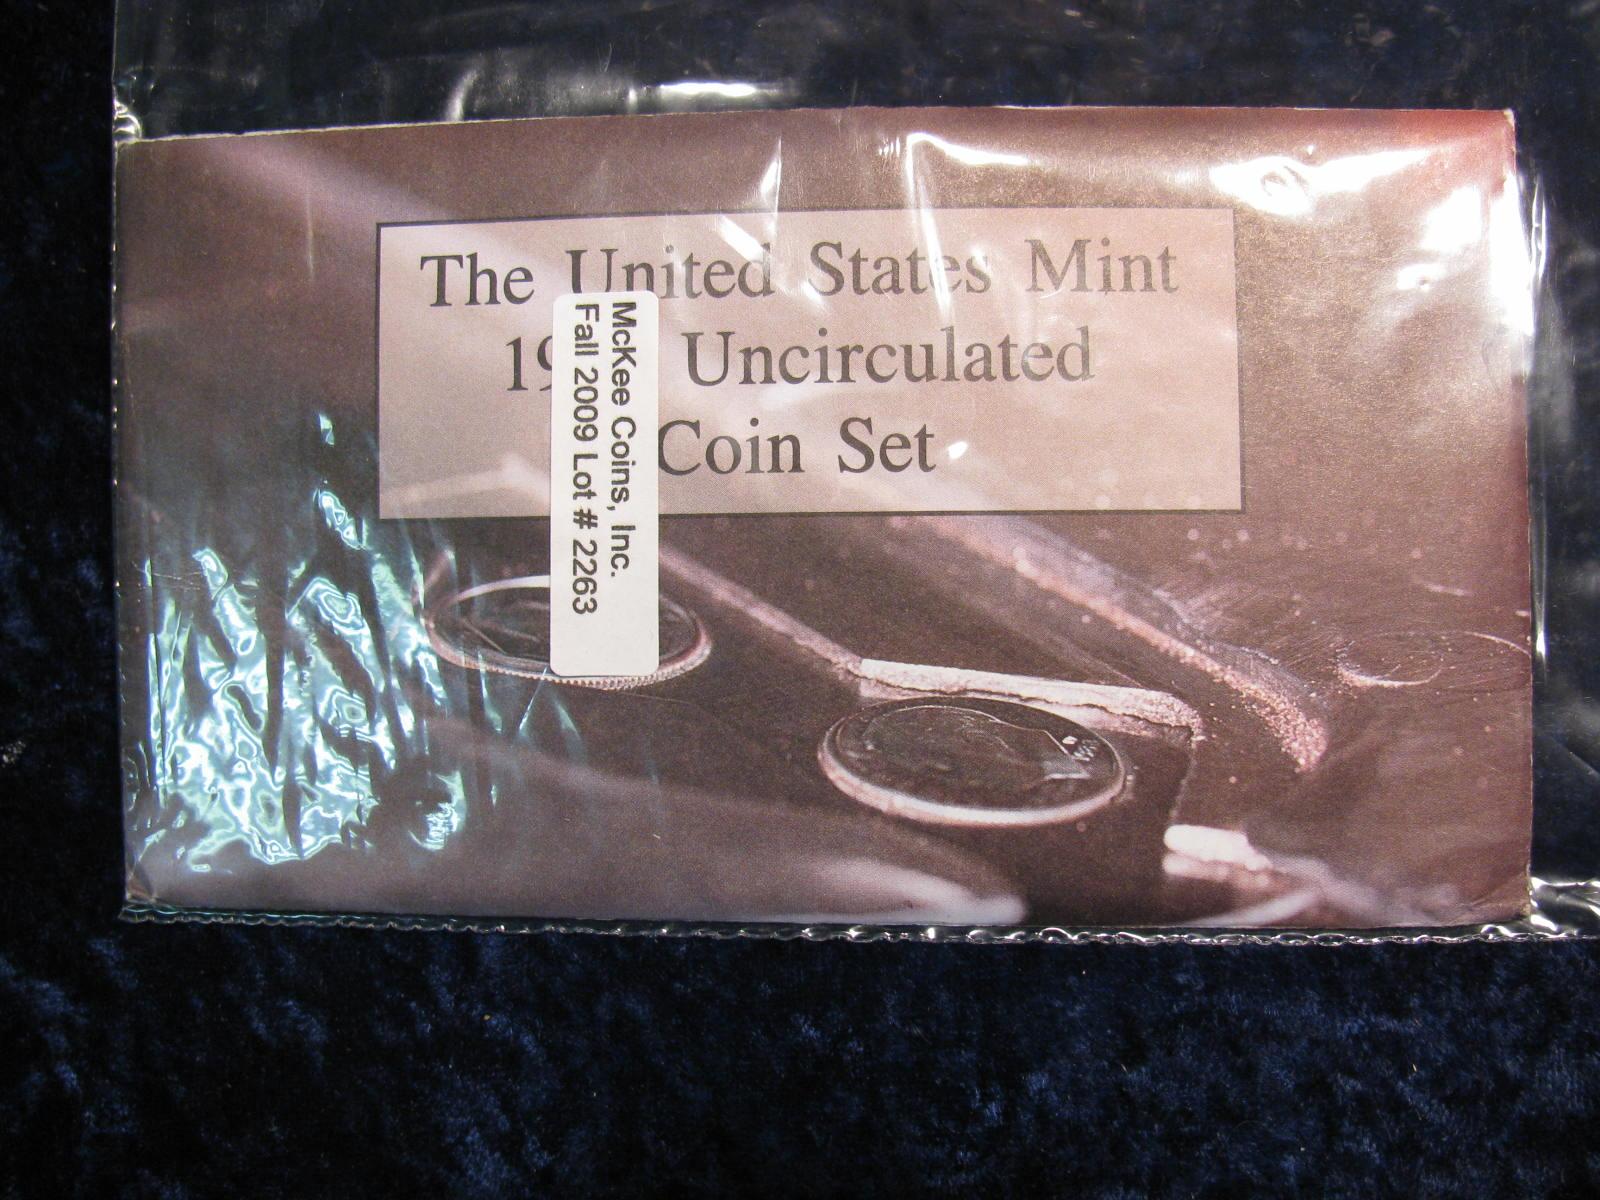 The United States Mint
19 Uncirculated
Coin Set
McKee Coins, Inc.
Fall 2009 Lot # 2263